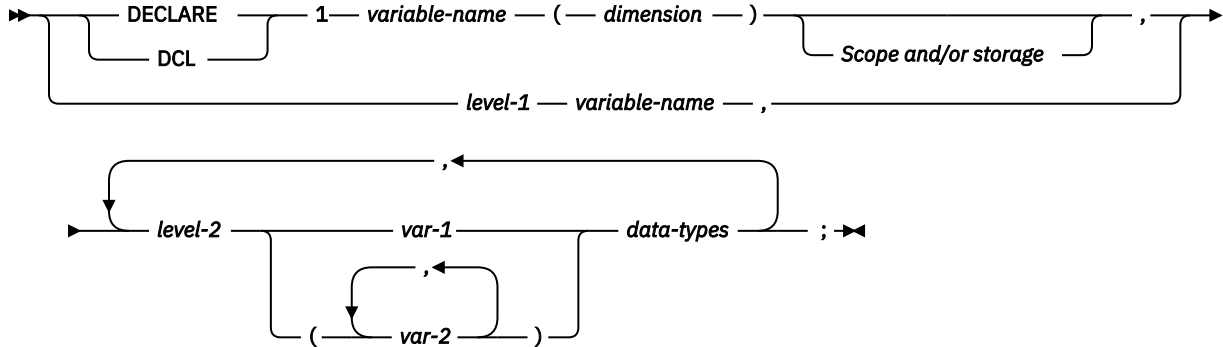 DECLARE 1 variable-name ( dimension ) ,
DCL Scope and/or storage
level-1 variable-name ,
,
level-2 var-1 data-types ;
,
( var-2 )